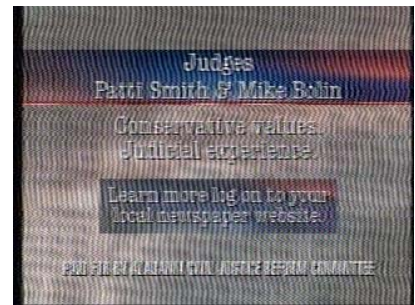 Judges
Patti Smith & Mike Bolin
Conservative values.
Judicial experience.
Learn more log on to your
local newspaper website.
PAID FOR BY ALABAMA CIVIL JUSTICE REFORM COMMITTEE